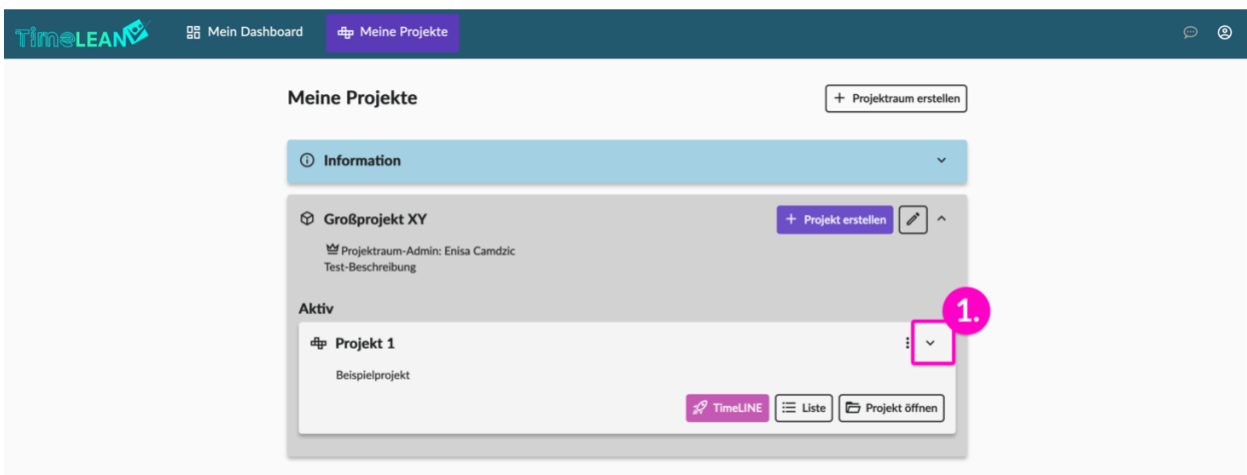 TimeLEAN
Mein Dashboard
Meine Projekte
Meine Projekte
+ Projektraum erstellen
Information
Großprojekt XY
+ Projekt erstellen
Projektraum-Admin: Enisa Camdzic
Test-Beschreibung
Aktiv
1.
Projekt 1
Beispielprojekt
TimeLINE
Liste
Projekt öffnen